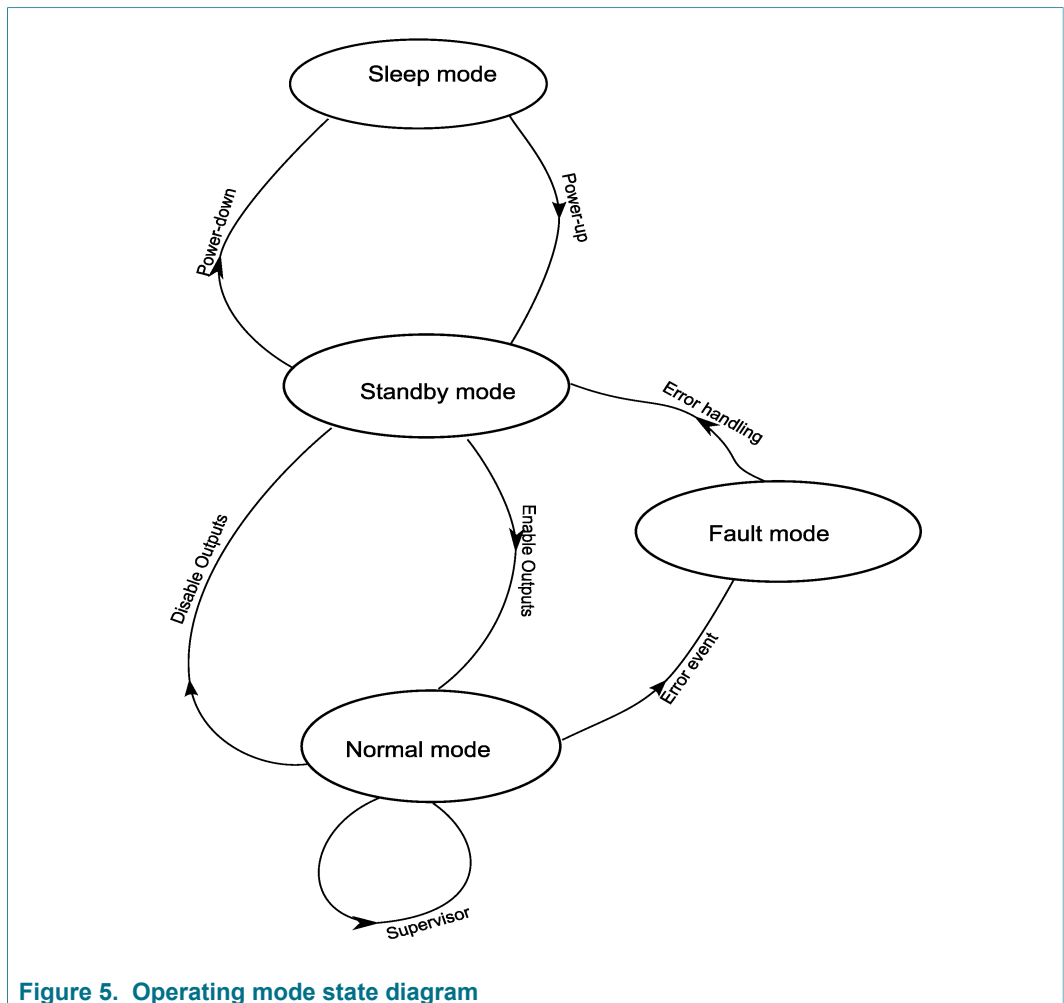 Sleep mode
Power-down
Power-up
Standby mode
Error handling
Disable Outputs
Enable Outputs
Fault mode
Error event
Normal mode
Supervisor
Figure 5. Operating mode state diagram